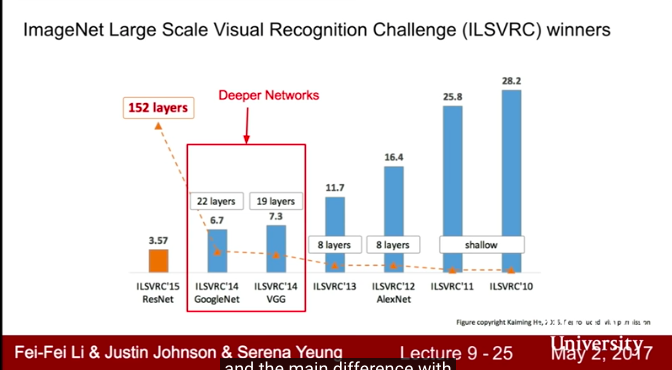 ImageNet Large Scale Visual Recognition Challenge (ILSVRC) winners
28.2
25.8
Deeper Networks
152 layers
16.4
11.7
22 layers
19 layers
6.7
7.3
3.57
8 layers
8 layers
shallow
ILSVRC'15
ResNet
ILSVRC'14
GoogleNet
ILSVRC'14
VGG
ILSVRC'13
ILSVRC'12
AlexNet
ILSVRC'11
ILSVRC'10
Figure copyright Kaiming He,
Fei-Fei Li & Justin Johnson & Serena Yeung
Lecture 9 - 25
University
May 2, 2017
and the main difference with